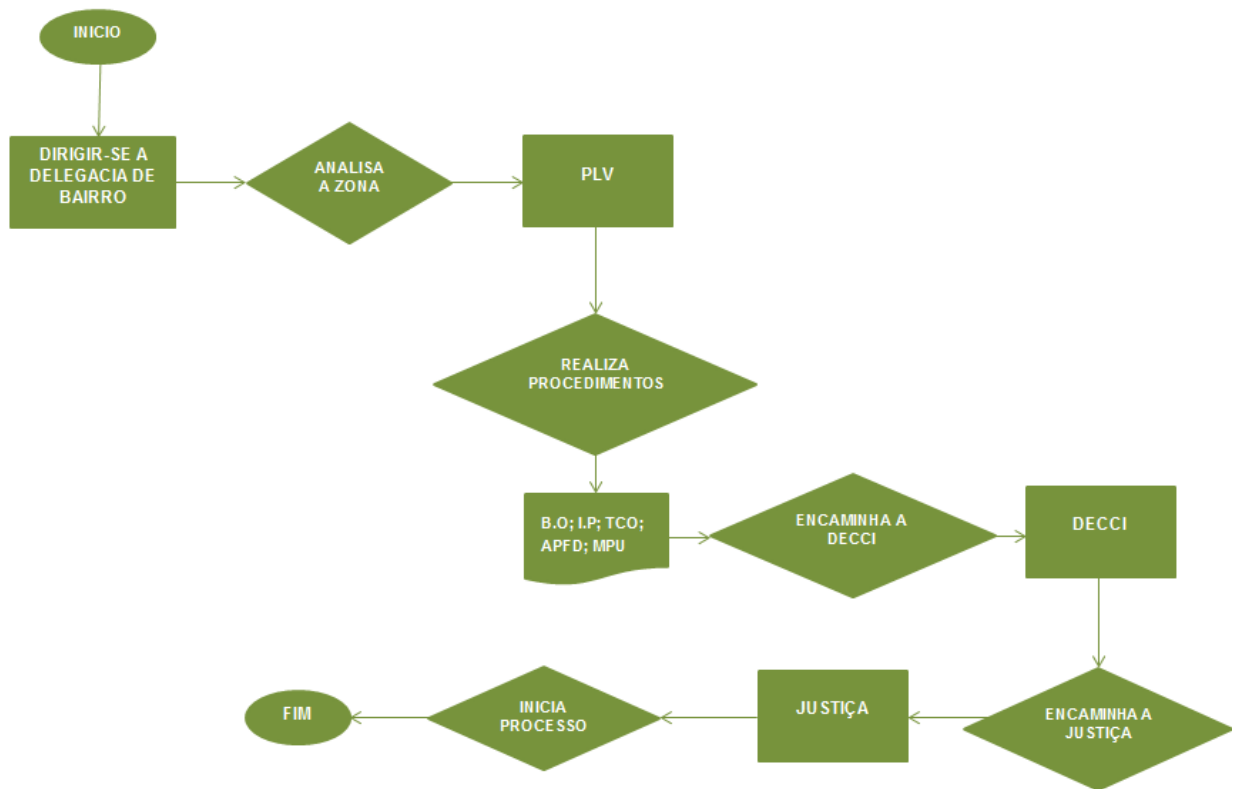 INICIO
DIRIGIR-SE A
DELEGACIA DE
BAIRRO
ANALISA
A ZONA
PLV
REALIZA
PROCEDIMENTOS
B.O; I.P; TCO;
APFD; MPU
ENCAMINHA A
DECCI
DECCI
ENCAMINHA A
JUSTIÇA
JUSTIÇA
INICIA
PROCESSO
FIM